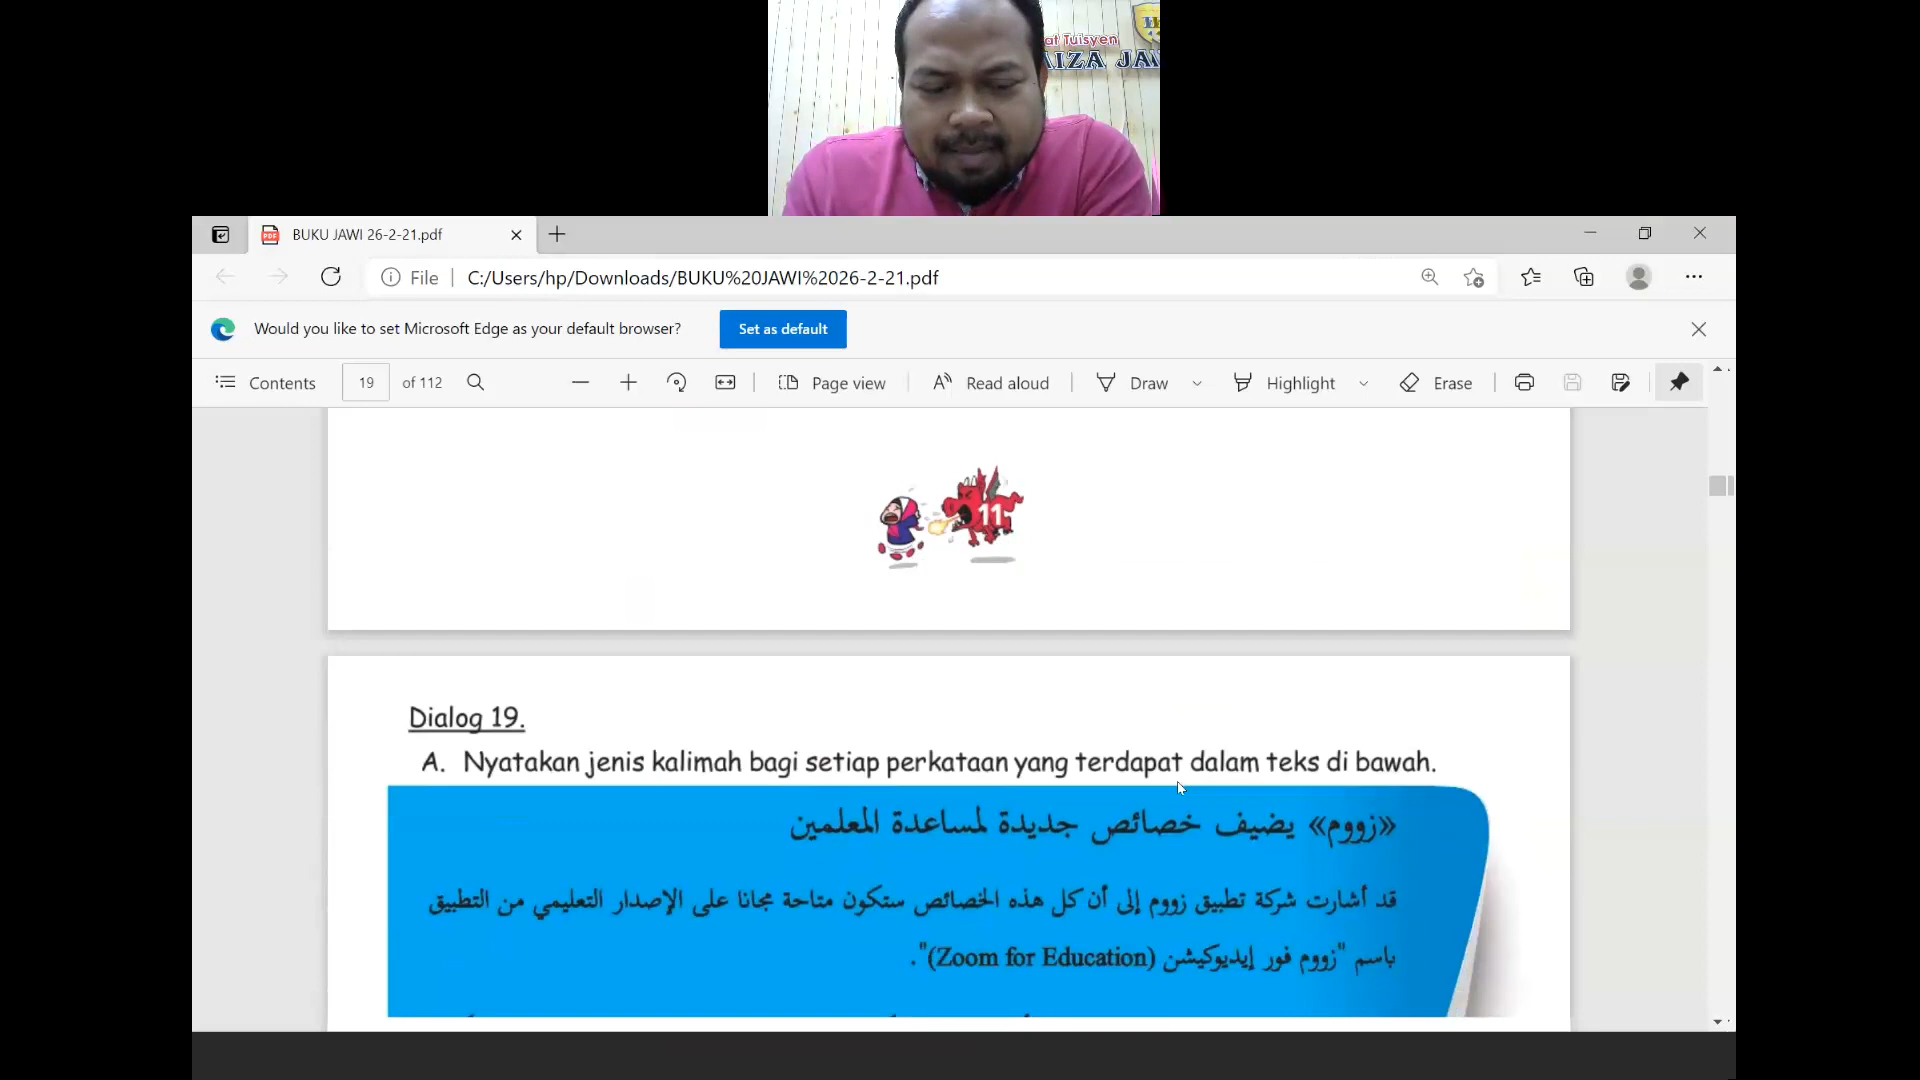 at Tuisyen
AIZA JAW
BUKU JAWI 26-2-21.pdf
File
C:/Users/hp/Downloads/BUKU%20JAWI%2026-2-21.pdf
Would you like to set Microsoft Edge as your default browser?
Set as default
Contents
19
of 112
Page view
Read aloud
Draw
Highlight
Erase
11
Dialog 19.
A. Nyatakan jenis kalimah bagi setiap perkataan yang terdapat dalam teks di bawah.
«زووم» يضيف خصائص جديدة لمساعدة المعلمين
قد أشارت شركة تطبيق زووم إلى أن كل هذه الخصائص ستكون متاحة مجانا على الإصدار التعليمي من التطبيق
باسم "زووم فور إيديوكيشن (Zoom for Education)".